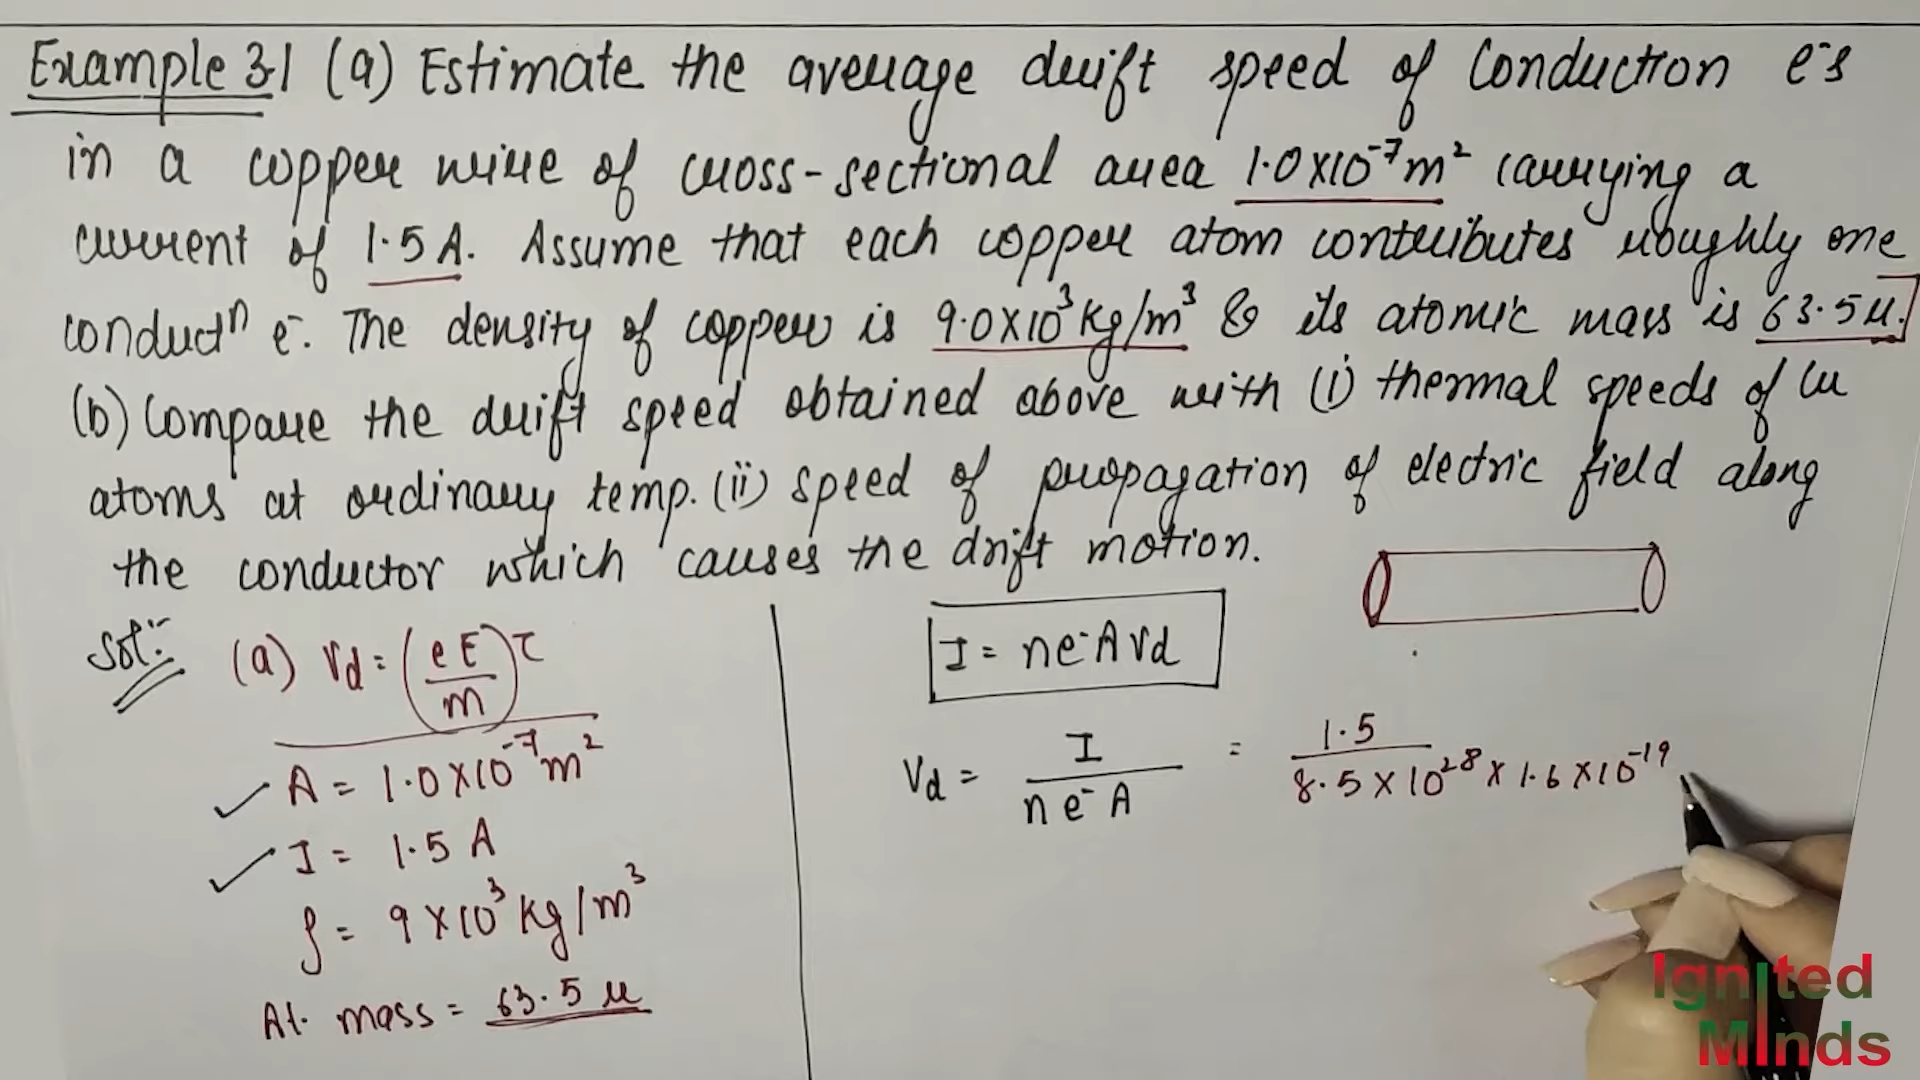 Example 3.1 (a) Estimate the average drift speed of conduction e⁻s
in a copper wire of cross-sectional area 1.0×10⁻⁷m² carrying a
current of 1.5 A. Assume that each copper atom contributes roughly one
conductⁿ e⁻. The density of copper is 9.0×10³ kg/m³ & its atomic mass is 63.5 u.
(b) Compare the drift speed obtained above with (i) thermal speeds of Cu
atoms at ordinary temp. (ii) speed of propagation of electric field along
the conductor which causes the drift motion.
Sol:-
(a) Vd = (eE/m) τ
A = 1.0×10⁻⁷ m²
I = 1.5 A
ρ = 9×10³ kg/m³
At. mass = 63.5 u
I = ne⁻A Vd
Vd = I / n e⁻ A = 1.5 / 8.5×10²⁸ × 1.6×10⁻¹⁹
Ignited
Minds